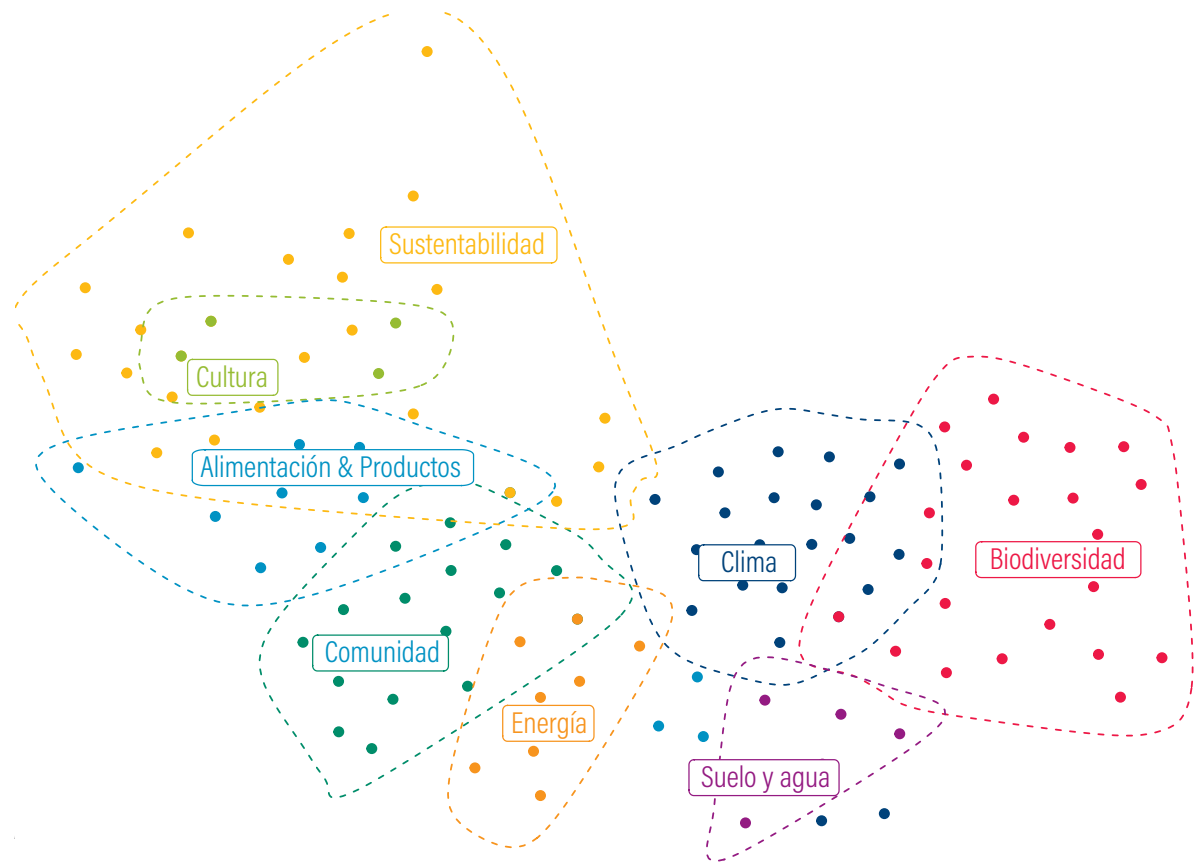 Sustentabilidad
Cultura
Alimentación & Productos
Clima
Biodiversidad
Comunidad
Energía
Suelo y agua